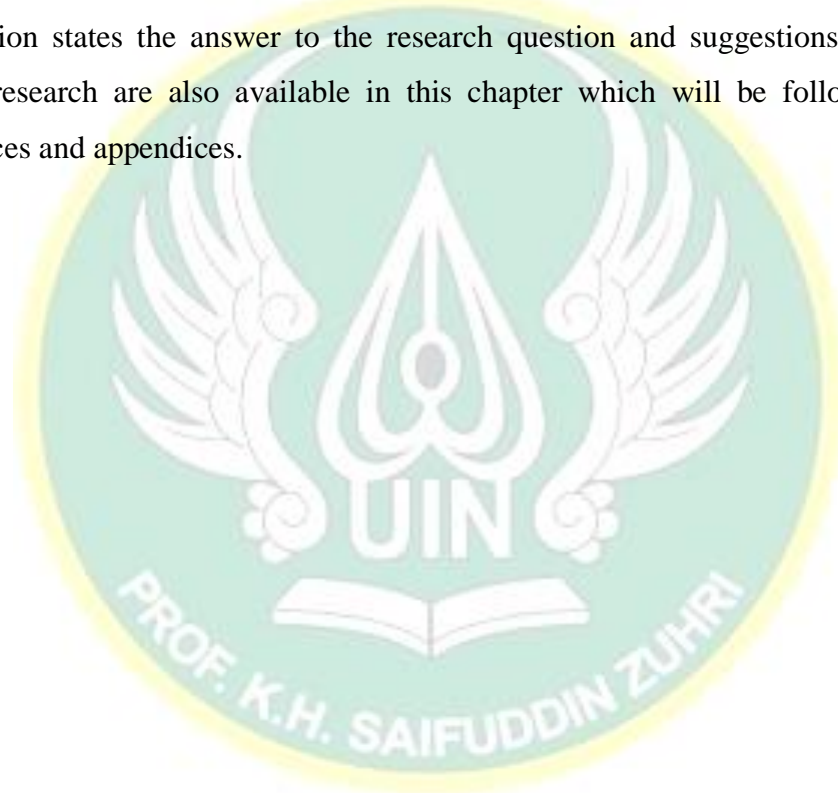 ion states the answer to the research question and suggestions
research are also available in this chapter which will be follo
ces and appendices.
UIN
PROF. K.H. SAIFUDDIN ZUHRI